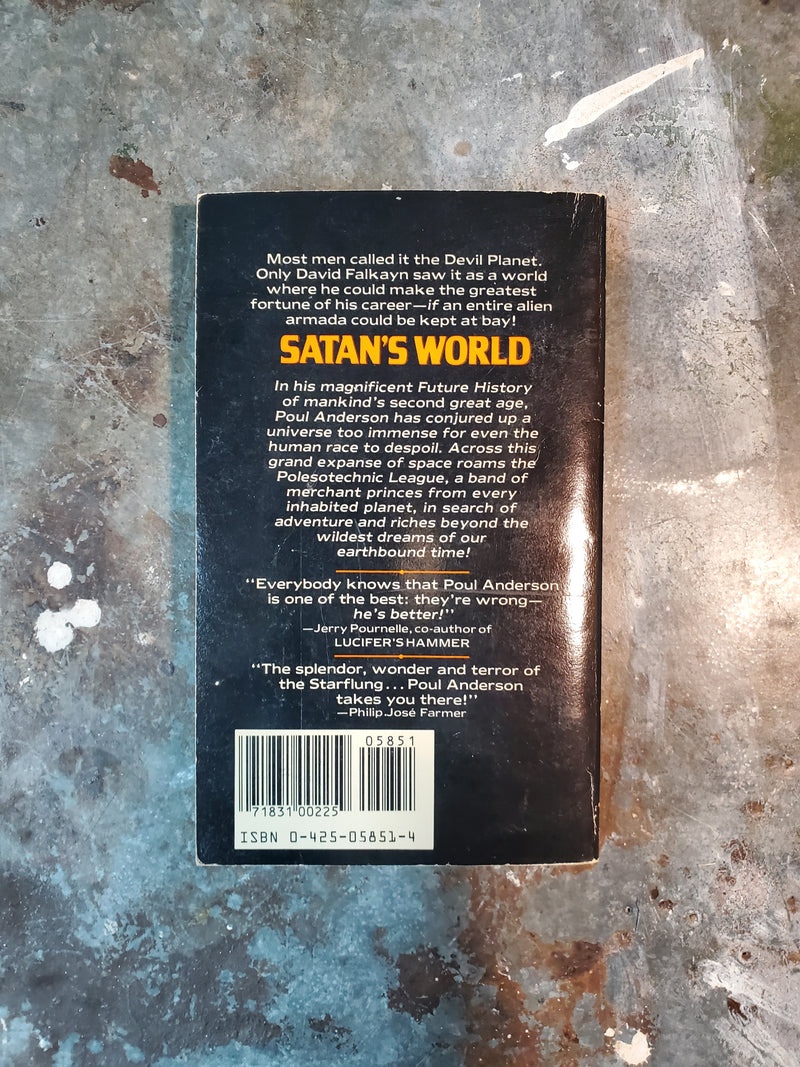 Most men called it the Devil Planet.
Only David Falkayn saw it as a world
where he could make the greatest
fortune of his career—if an entire alien
armada could be kept at bay!
SATAN'S WORLD
In his magnificent Future History
of mankind's second great age,
Poul Anderson has conjured up a
universe too immense for even the
human race to despoil. Across this
grand expanse of space roams the
Polesotechnic League, a band of
merchant princes from every
inhabited planet, in search of
adventure and riches beyond the
wildest dreams of our
earthbound time!
"Everybody knows that Poul Anderson
is one of the best: they're wrong—
he's better!"
—Jerry Pournelle, co-author of
LUCIFER'S HAMMER
"The splendor, wonder and terror of
the Starflung...Poul Anderson
takes you there!"
—Philip José Farmer
05851
71831 00225
ISBN 0-425-05851-4